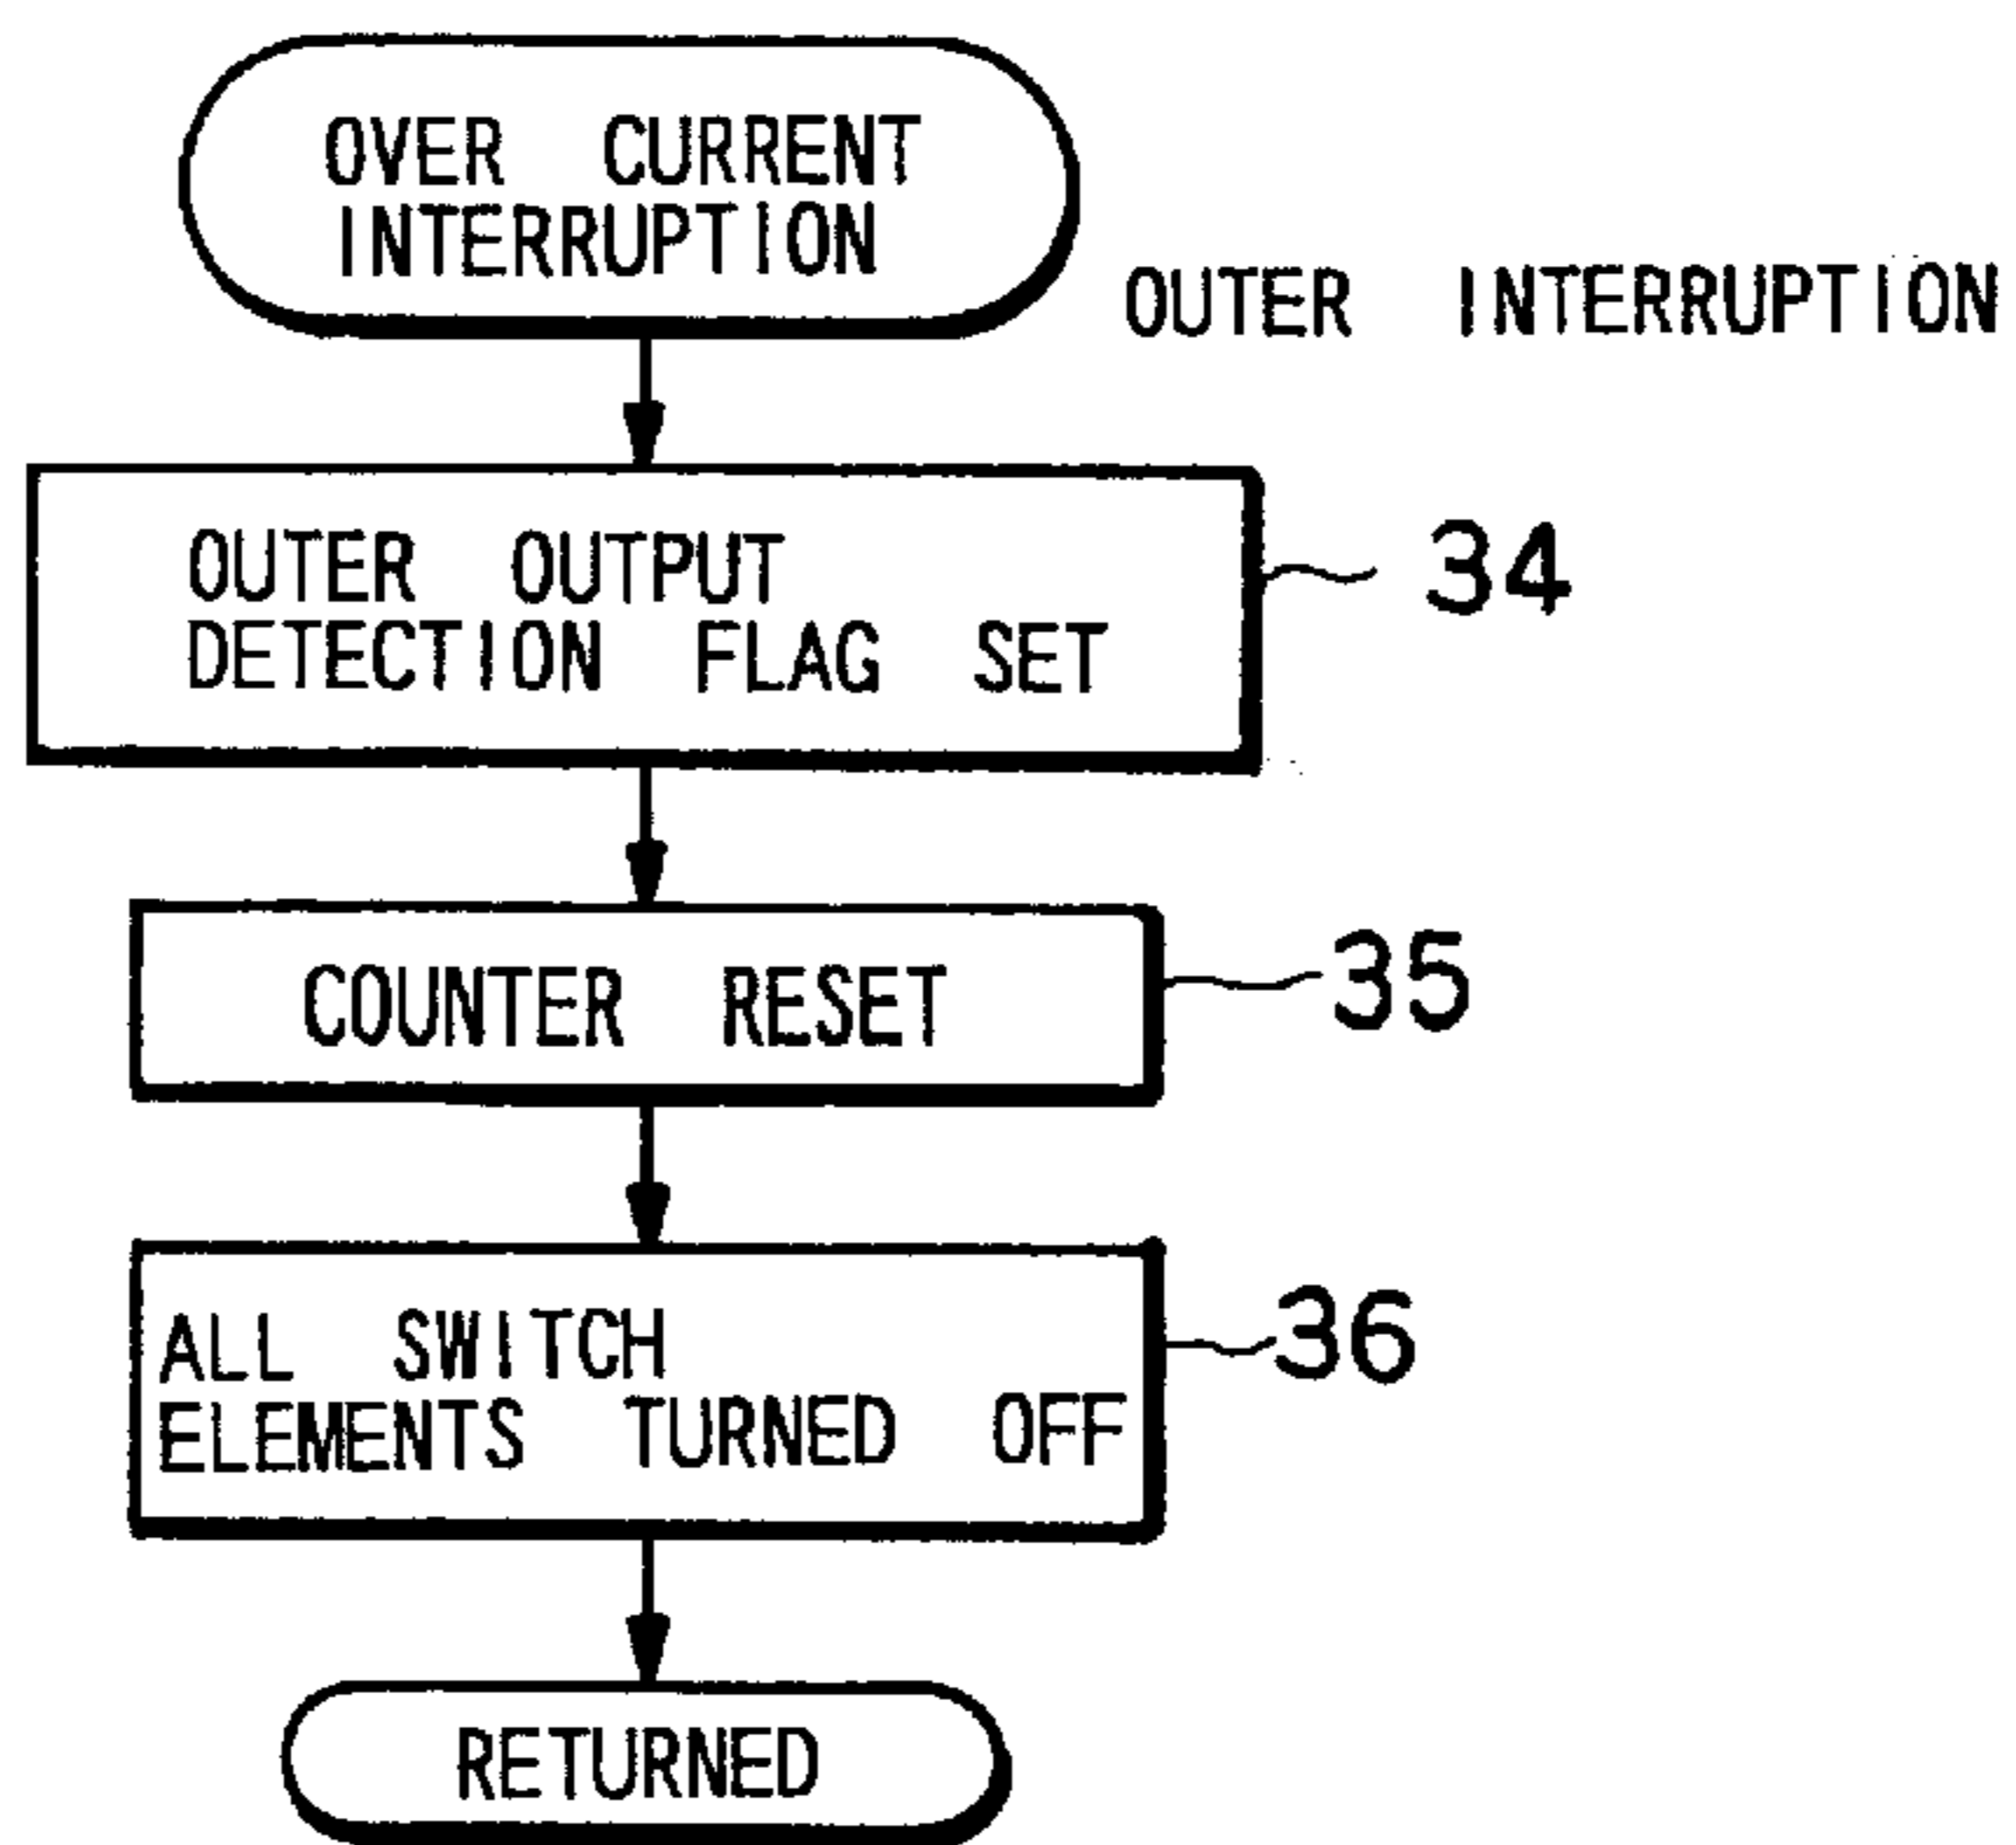 OVER CURRENT
INTERRUPTION
OUTER INTERRUPTION
OUTER OUTPUT
DETECTION FLAG SET
34
COUNTER RESET
35
ALL SWITCH
ELEMENTS TURNED OFF
36
RETURNED